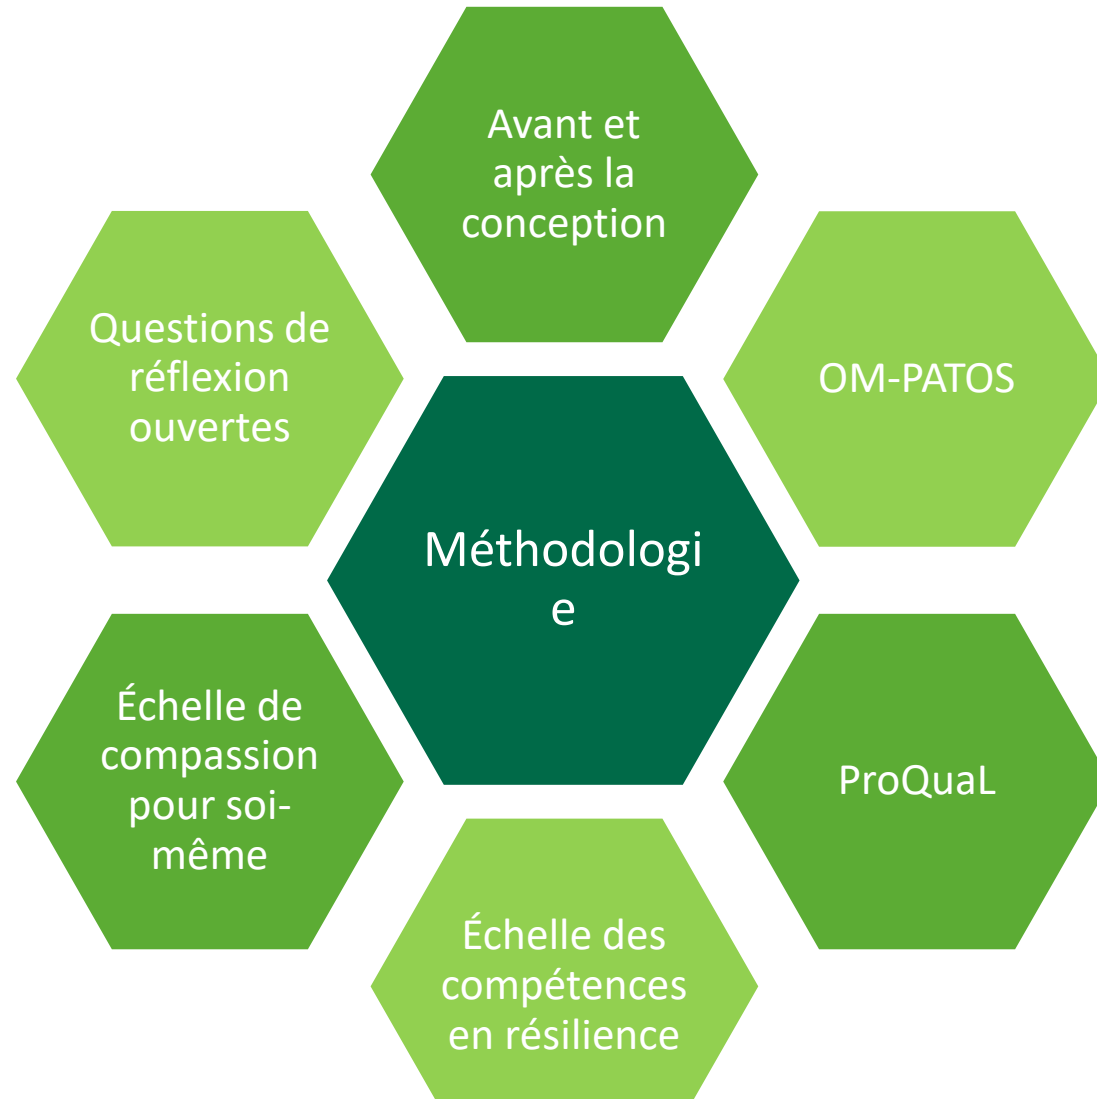 Avant et
après la
conception
Questions de
réflexion
ouvertes
OM-PATOS
Méthodologi
e
Échelle de
compassion
pour soi-
même
ProQuaL
Échelle des
compétences
en résilience